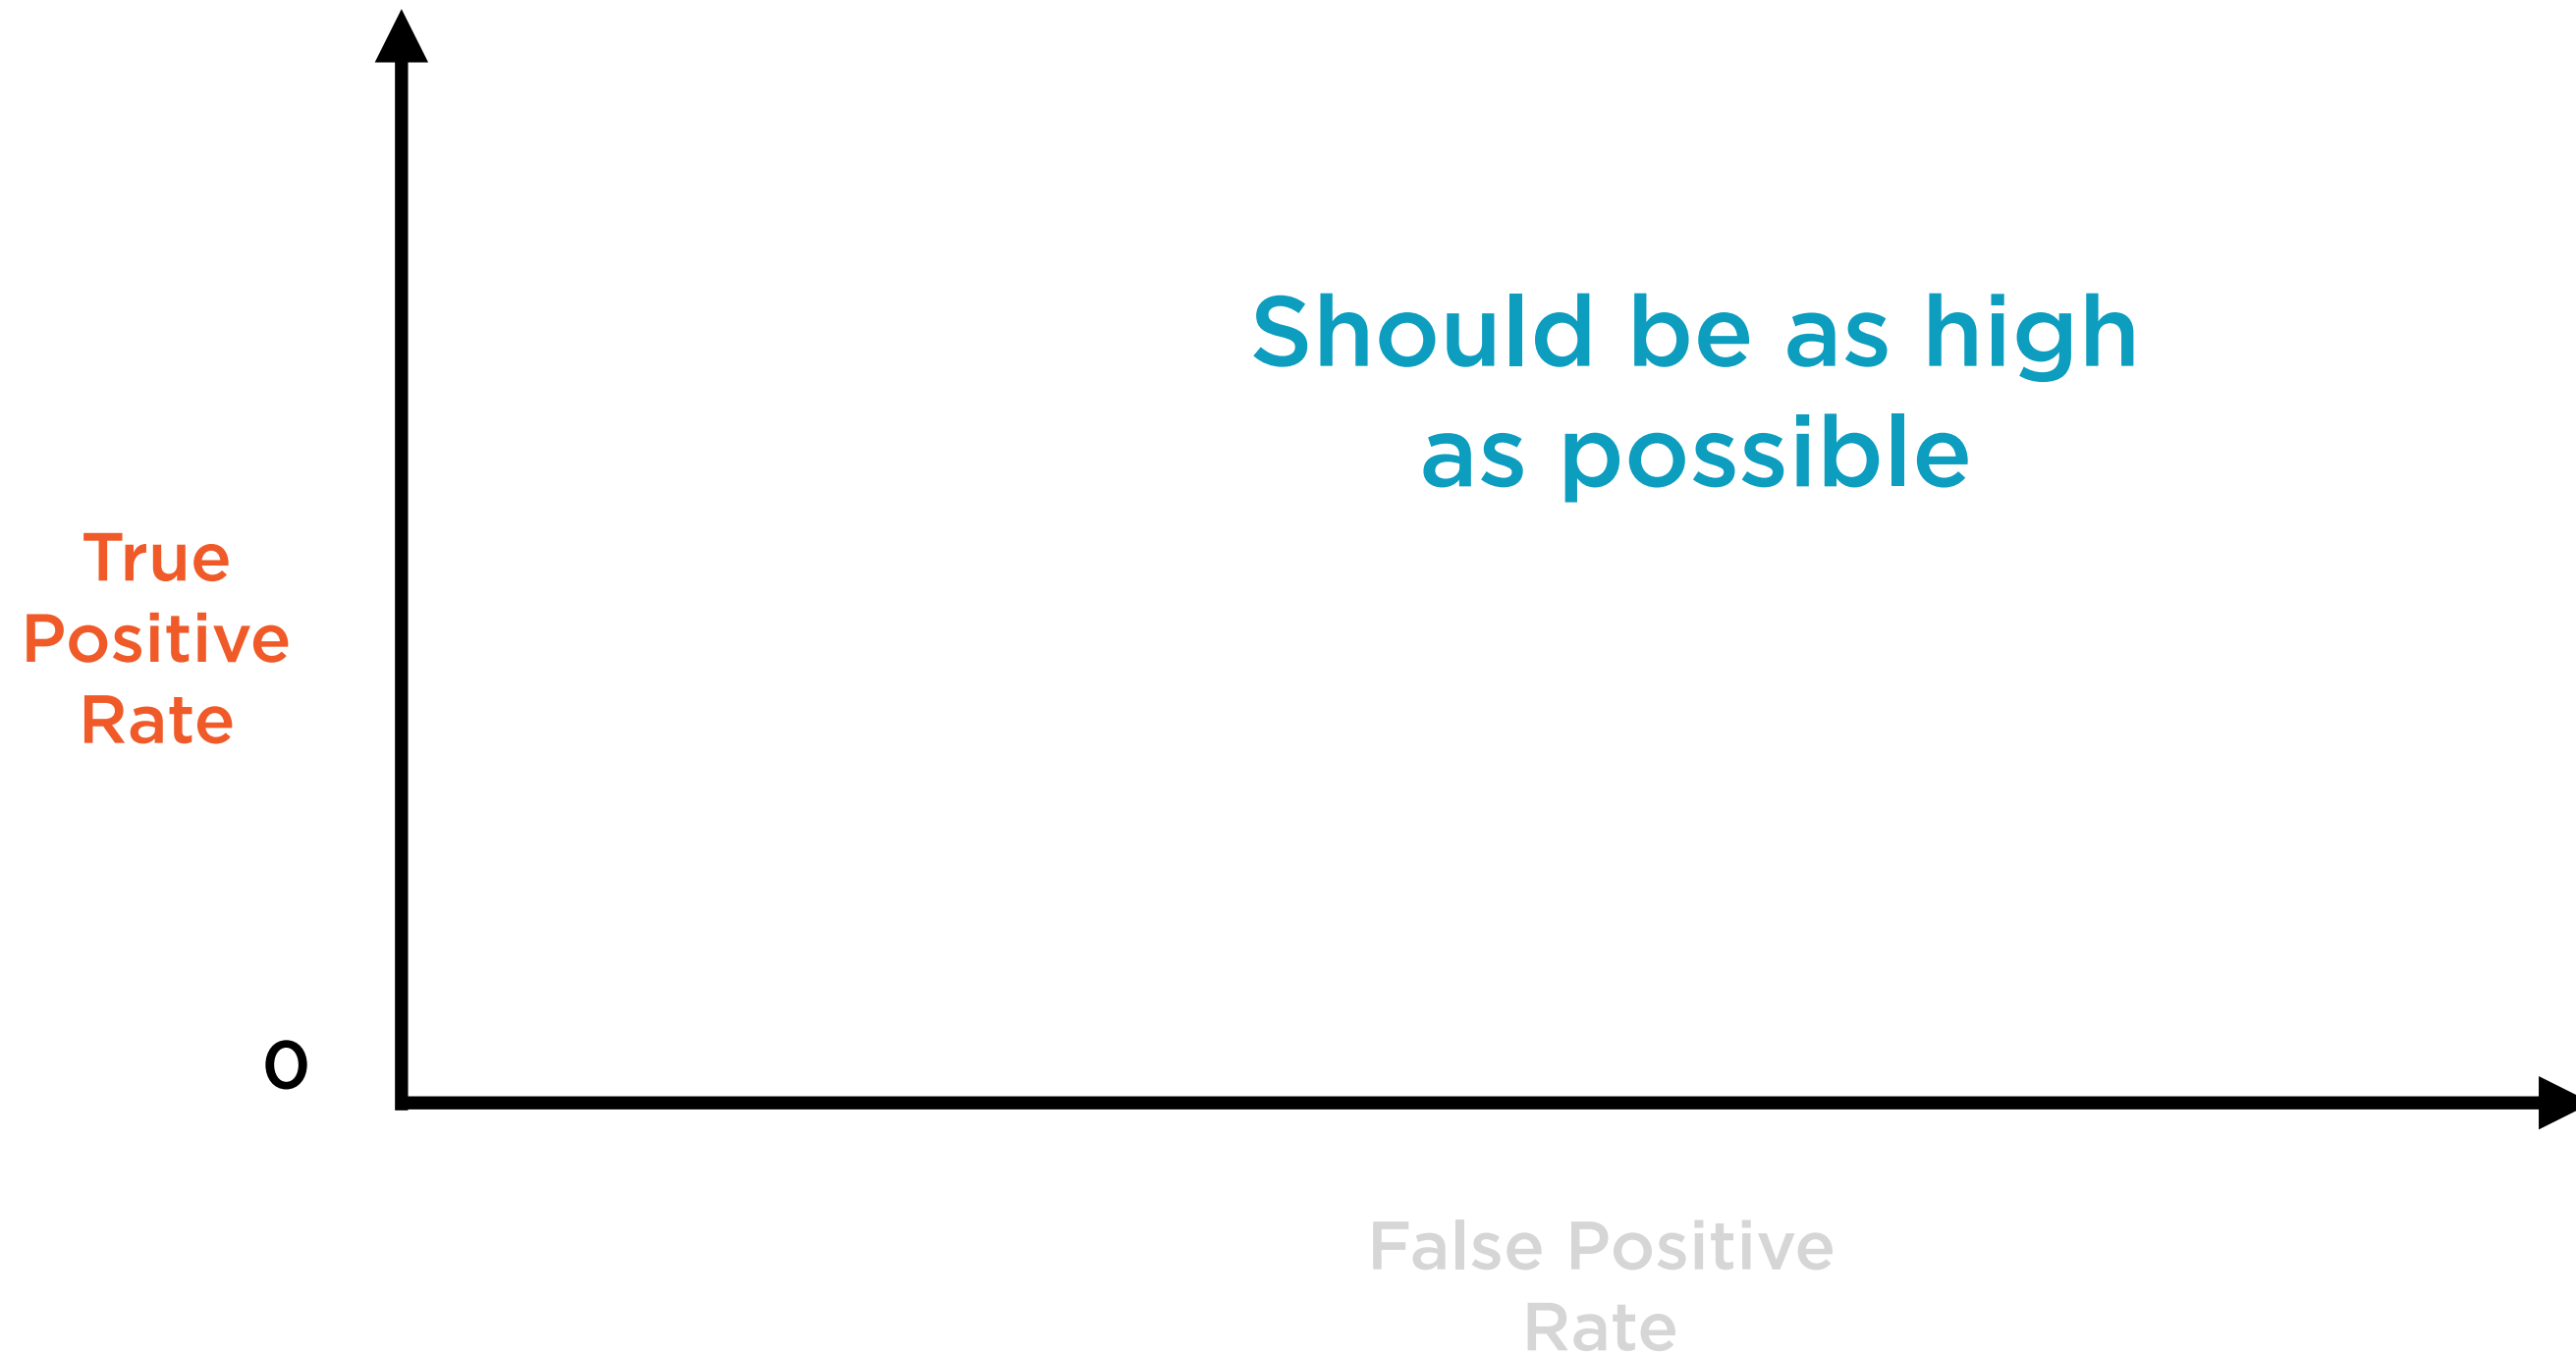 Should be as high
as possible
True
Positive
Rate
0
False Positive
Rate